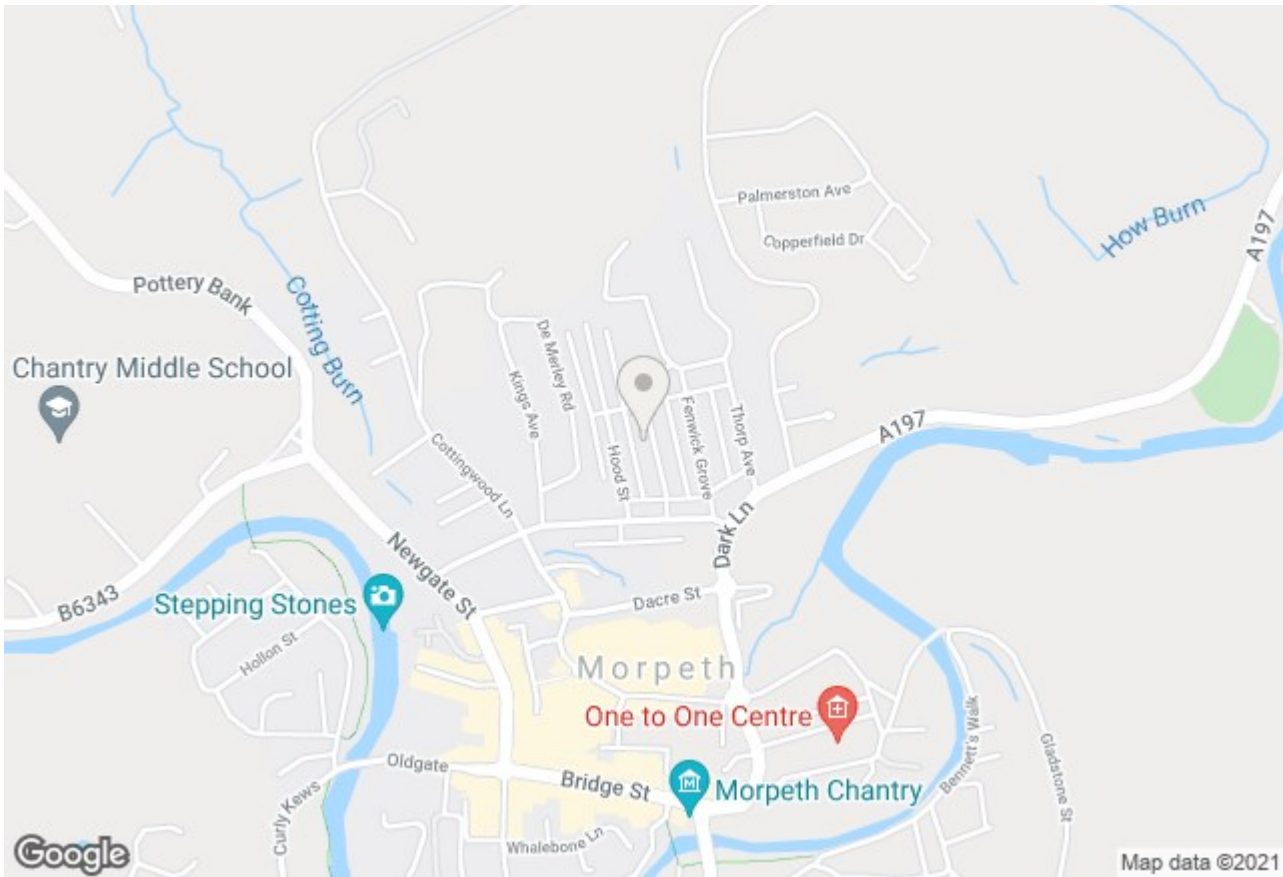 Palmerston Ave
Copperfield Dr
How Burn
A197
Pottery Bank
Cotting Burn
Chantry Middle School
De Merley Rd
Kings Ave
Hood St
Fenwick Grove
Thorp Ave
A197
Cottingwood Ln
Dark Ln
Newgate St
B6343
Stepping Stones
Dacre St
Hollon St
Morpeth
One to One Centre
Bennett's Walk
Gladstone St
Oldgate
Bridge St
Morpeth Chantry
Curly Kews
Whalebone Ln
Google
Map data ©2021